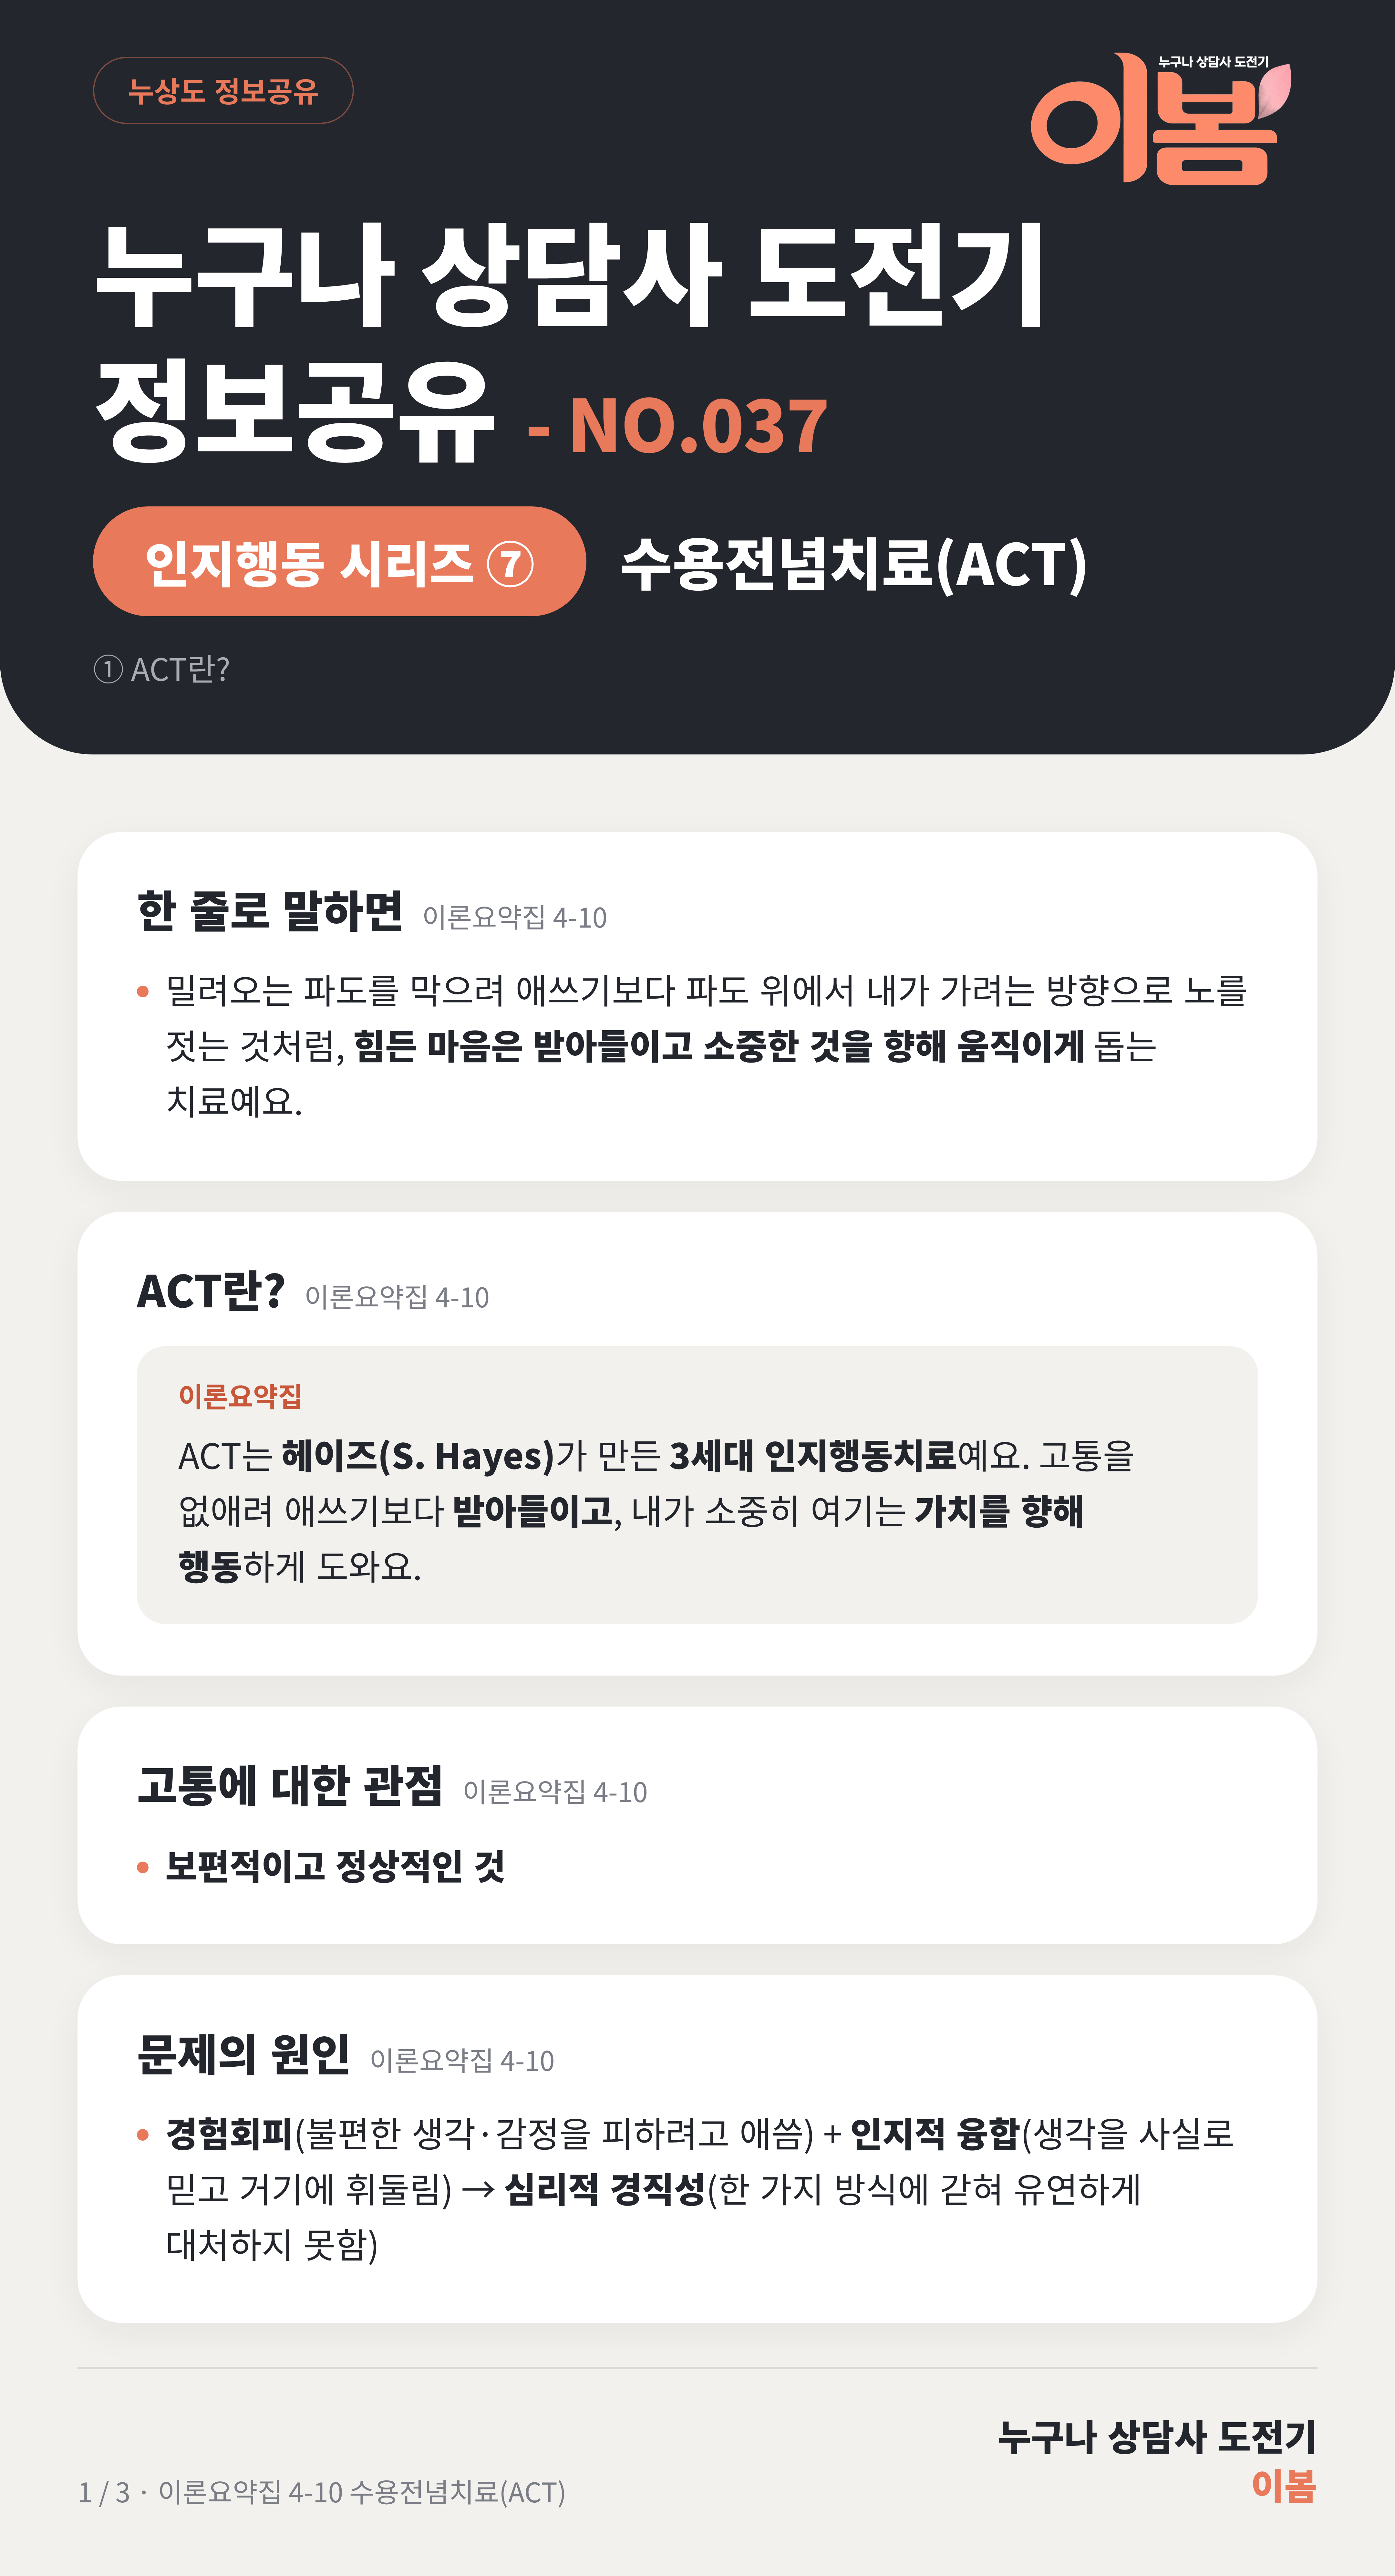 누상도 정보공유
누구나 상담사 도전기
이봄
누구나 상담사 도전기
정보공유 - NO.037
인지행동 시리즈 ⑦ 수용전념치료(ACT)
① ACT란?
한 줄로 말하면 이론요약집 4-10
• 밀려오는 파도를 막으려 애쓰기보다 파도 위에서 내가 가려는 방향으로 노를
젓는 것처럼, 힘든 마음은 받아들이고 소중한 것을 향해 움직이게 돕는
치료예요.
ACT란? 이론요약집 4-10
이론요약집
ACT는 헤이즈(S. Hayes)가 만든 3세대 인지행동치료예요. 고통을
없애려 애쓰기보다 받아들이고, 내가 소중히 여기는 가치를 향해
행동하게 도와요.
고통에 대한 관점 이론요약집 4-10
• 보편적이고 정상적인 것
문제의 원인 이론요약집 4-10
• 경험회피(불편한 생각·감정을 피하려고 애씀) + 인지적 융합(생각을 사실로
믿고 거기에 휘둘림) → 심리적 경직성(한 가지 방식에 갇혀 유연하게
대처하지 못함)
누구나 상담사 도전기
1 / 3 · 이론요약집 4-10 수용전념치료(ACT)
이봄